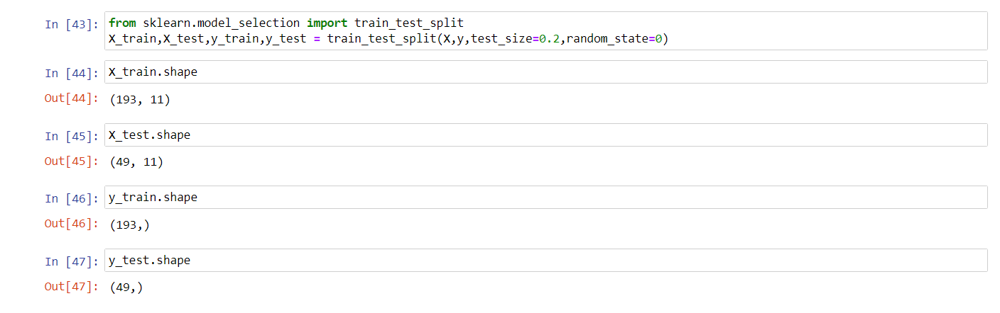 In [43]: from sklearn.model_selection import train_test_split
X_train,X_test,y_train,y_test = train_test_split(X,y,test_size=0.2,random_state=0)
In [44]: X_train.shape
Out[44]: (193, 11)
In [45]: X_test.shape
Out[45]: (49, 11)
In [46]: y_train.shape
Out[46]: (193,)
In [47]: y_test.shape
Out[47]: (49,)